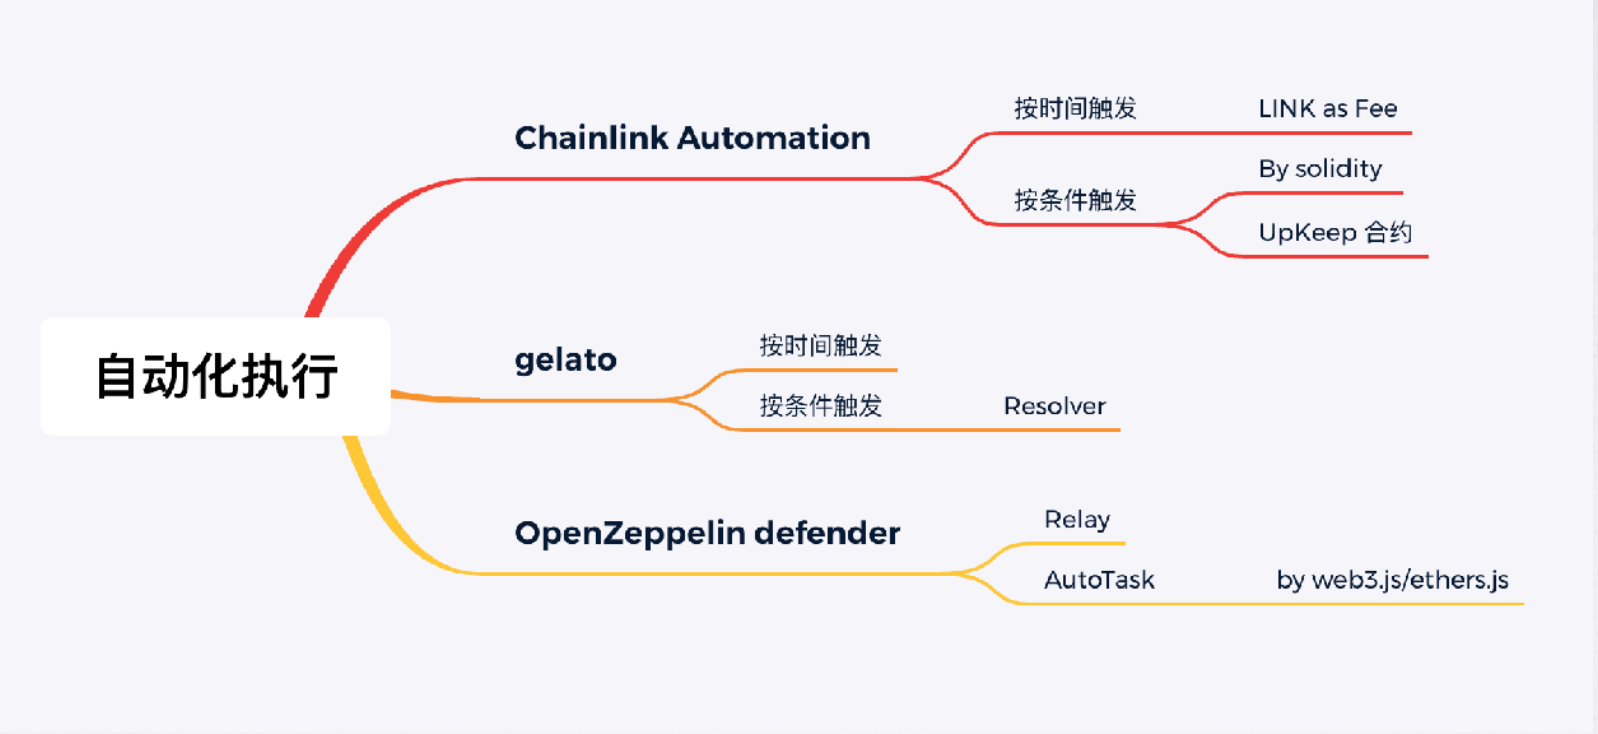 自动化执行
Chainlink Automation
按时间触发
LINK as Fee
按条件触发
By solidity
UpKeep 合约
gelato
按时间触发
按条件触发
Resolver
OpenZeppelin defender
Relay
AutoTask
by web3.js/ethers.js